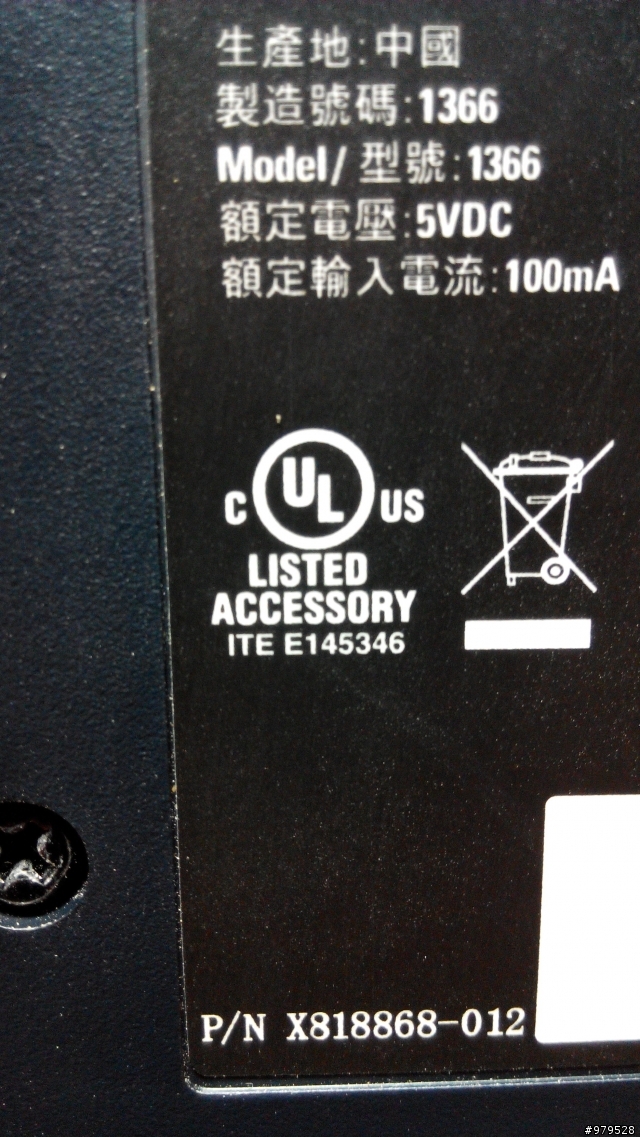 生產地:中國
製造號碼:1366
Model/ 型號:1366
額定電壓:5VDC
額定輸入電流:100mA
C UL US
LISTED
ACCESSORY
ITE E145346
P/N X818868-012
#979528